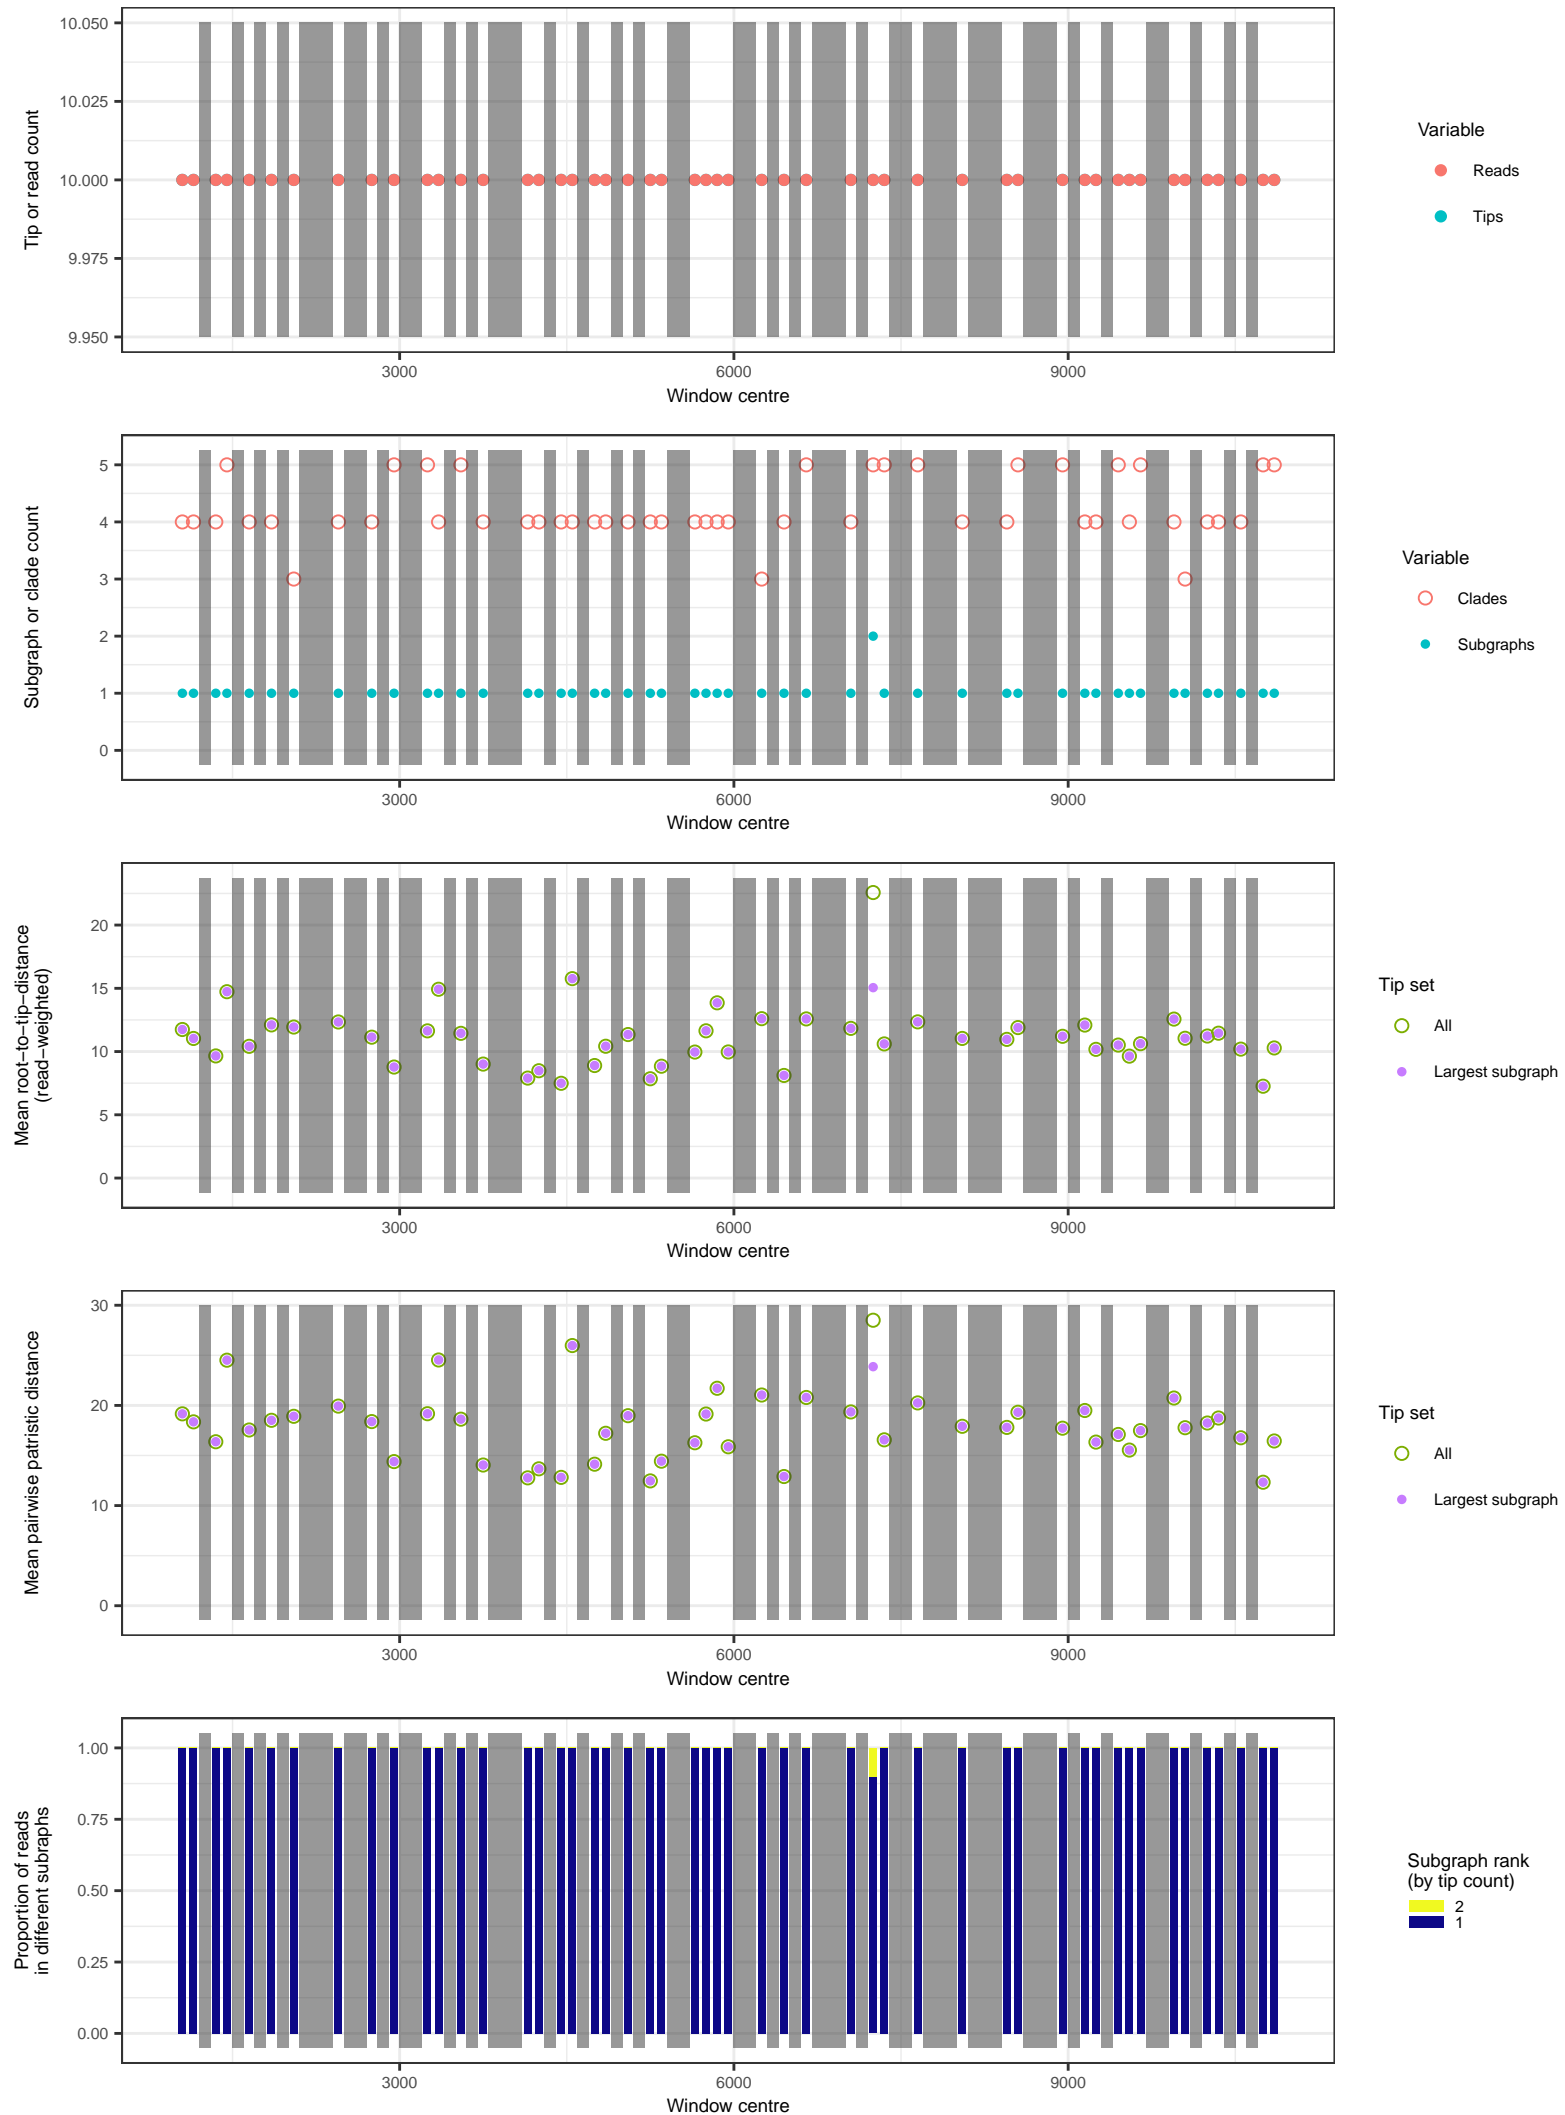 10.050
10.025
10.000
9.975
9.950
Tip or read count
3000 6000 9000
Window centre
Variable
Reads
Tips
5
4
3
2
1
0
Subgraph or clade count
3000 6000 9000
Window centre
Variable
Clades
Subgraphs
20
15
10
5
0
Mean root−to−tip−distance
(read−weighted)
3000 6000 9000
Window centre
Tip set
All
Largest subgraph
30
20
10
0
Mean pairwise patristic distance
3000 6000 9000
Window centre
Tip set
All
Largest subgraph
1.00
0.75
0.50
0.25
0.00
Proportion of reads
in different subraphs
3000 6000 9000
Window centre
Subgraph rank
(by tip count)
2
1